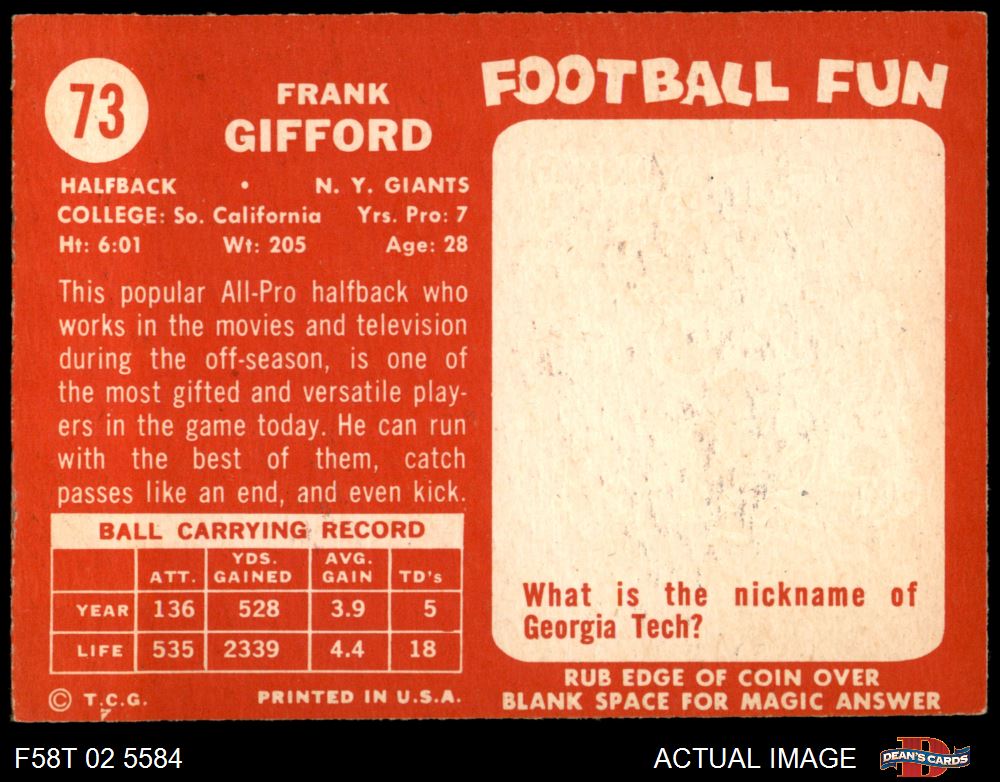 73
FRANK
GIFFORD
HALFBACK • N. Y. GIANTS
COLLEGE: So. California Yrs. Pro: 7
Ht: 6:01 Wt: 205 Age: 28
This popular All-Pro halfback who
works in the movies and television
during the off-season, is one of
the most gifted and versatile play-
ers in the game today. He can run
with the best of them, catch
passes like an end, and even kick.
BALL CARRYING RECORD
ATT. YDS. GAINED AVG. GAIN TD's
YEAR 136 528 3.9 5
LIFE 535 2339 4.4 18
© T.C.G. PRINTED IN U.S.A.
FOOTBALL FUN
What is the nickname of
Georgia Tech?
RUB EDGE OF COIN OVER
BLANK SPACE FOR MAGIC ANSWER
F58T 02 5584 ACTUAL IMAGE DEAN'S CARDS